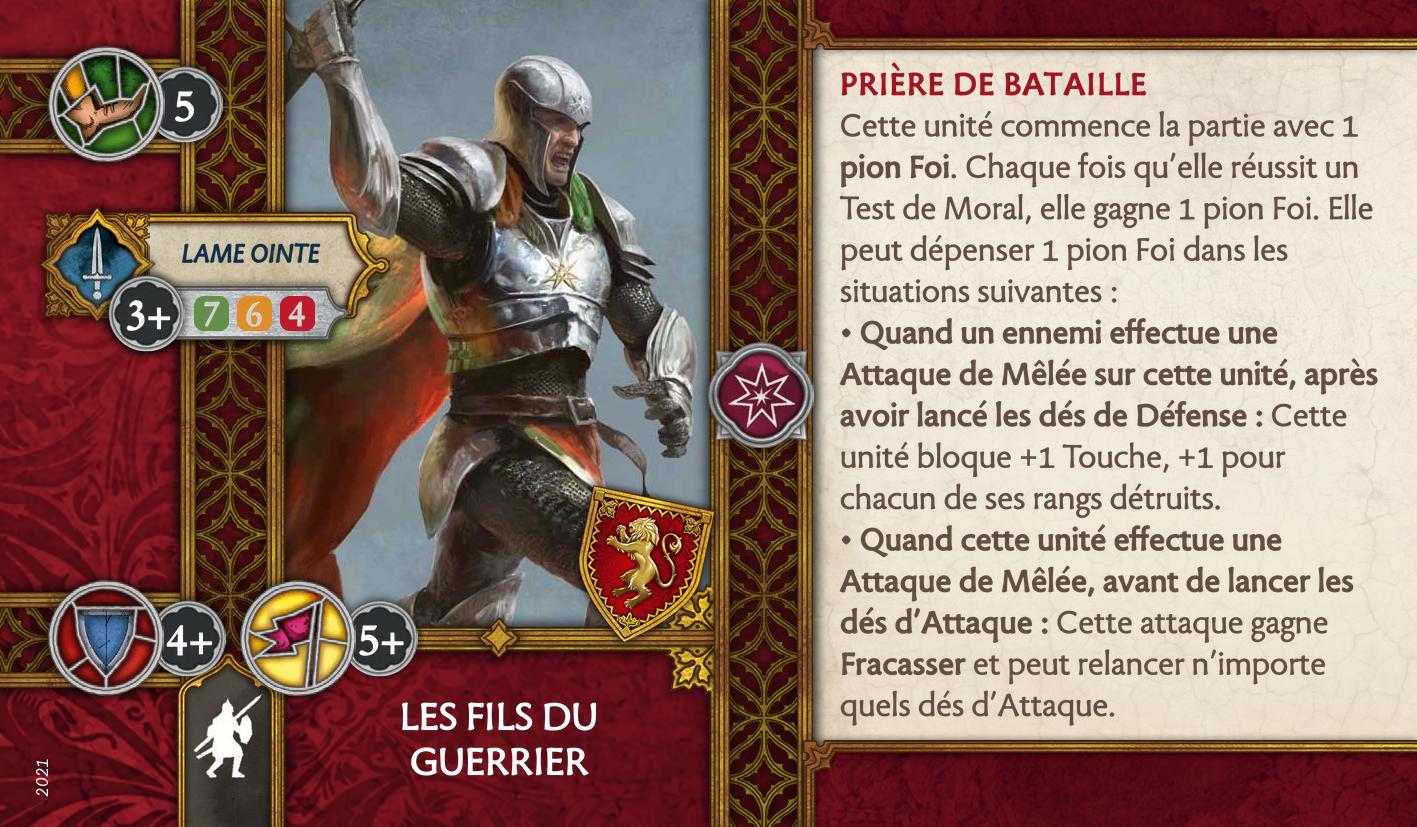 5
LAME OINTE
3+ 7 6 4
4+ 5+
LES FILS DU
GUERRIER
2021
PRIÈRE DE BATAILLE
Cette unité commence la partie avec 1
pion Foi. Chaque fois qu’elle réussit un
Test de Moral, elle gagne 1 pion Foi. Elle
peut dépenser 1 pion Foi dans les
situations suivantes :
• Quand un ennemi effectue une
Attaque de Mêlée sur cette unité, après
avoir lancé les dés de Défense : Cette
unité bloque +1 Touche, +1 pour
chacun de ses rangs détruits.
• Quand cette unité effectue une
Attaque de Mêlée, avant de lancer les
dés d’Attaque : Cette attaque gagne
Fracasser et peut relancer n’importe
quels dés d’Attaque.